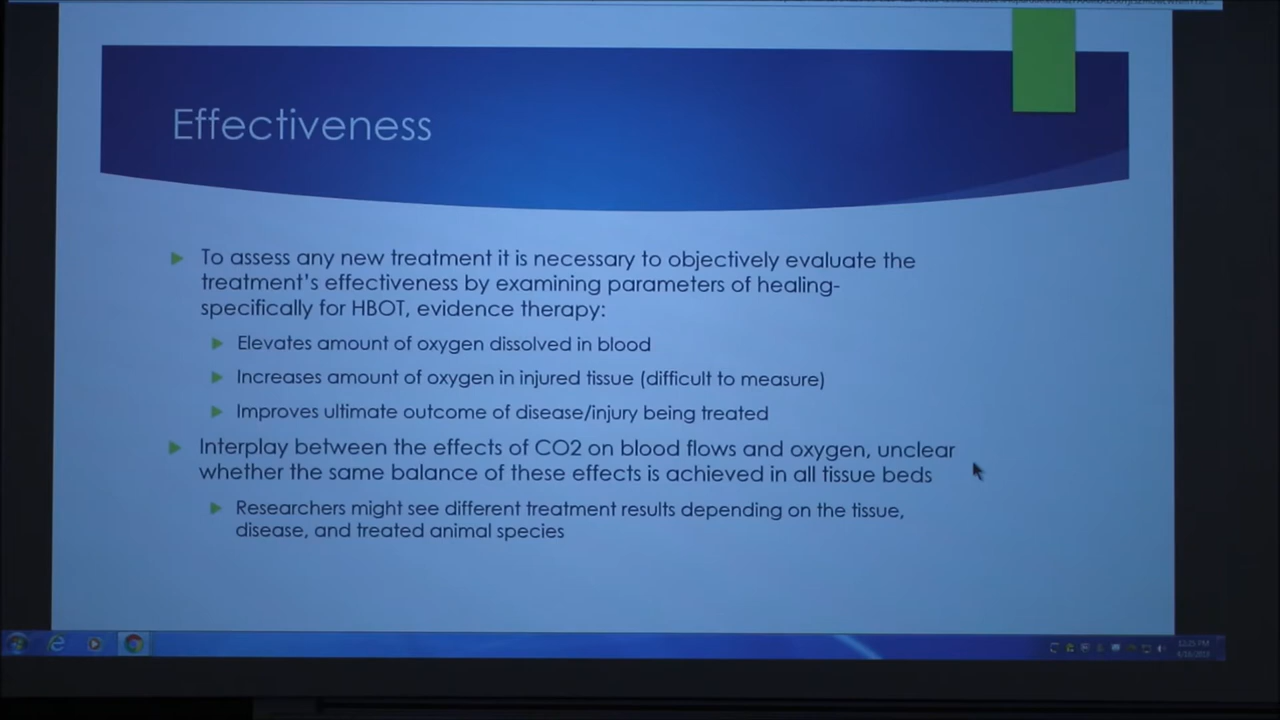 Effectiveness
To assess any new treatment it is necessary to objectively evaluate the
treatment's effectiveness by examining parameters of healing-
specifically for HBOT, evidence therapy:
Elevates amount of oxygen dissolved in blood
Increases amount of oxygen in injured tissue (difficult to measure)
Improves ultimate outcome of disease/injury being treated
Interplay between the effects of CO2 on blood flows and oxygen, unclear
whether the same balance of these effects is achieved in all tissue beds
Researchers might see different treatment results depending on the tissue,
disease, and treated animal species